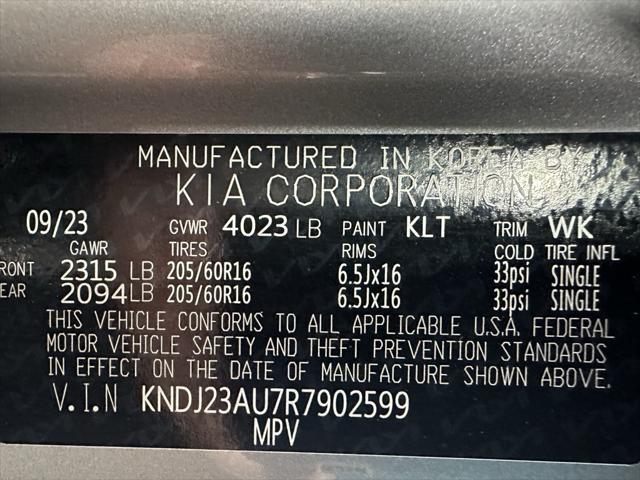 MANUFACTURED IN KOREA BY
KIA CORPORATION
09/23 GVWR 4023 LB PAINT KLT TRIM WK
GAWR TIRES RIMS COLD TIRE INFL
FRONT 2315 LB 205/60R16 6.5Jx16 33psi SINGLE
REAR 2094 LB 205/60R16 6.5Jx16 33psi SINGLE
THIS VEHICLE CONFORMS TO ALL APPLICABLE U.S.A. FEDERAL
MOTOR VEHICLE SAFETY AND THEFT PREVENTION STANDARDS
IN EFFECT ON THE DATE OF MANUFACTURE SHOWN ABOVE.
V.I.N KNDJ23AU7R7902599
MPV